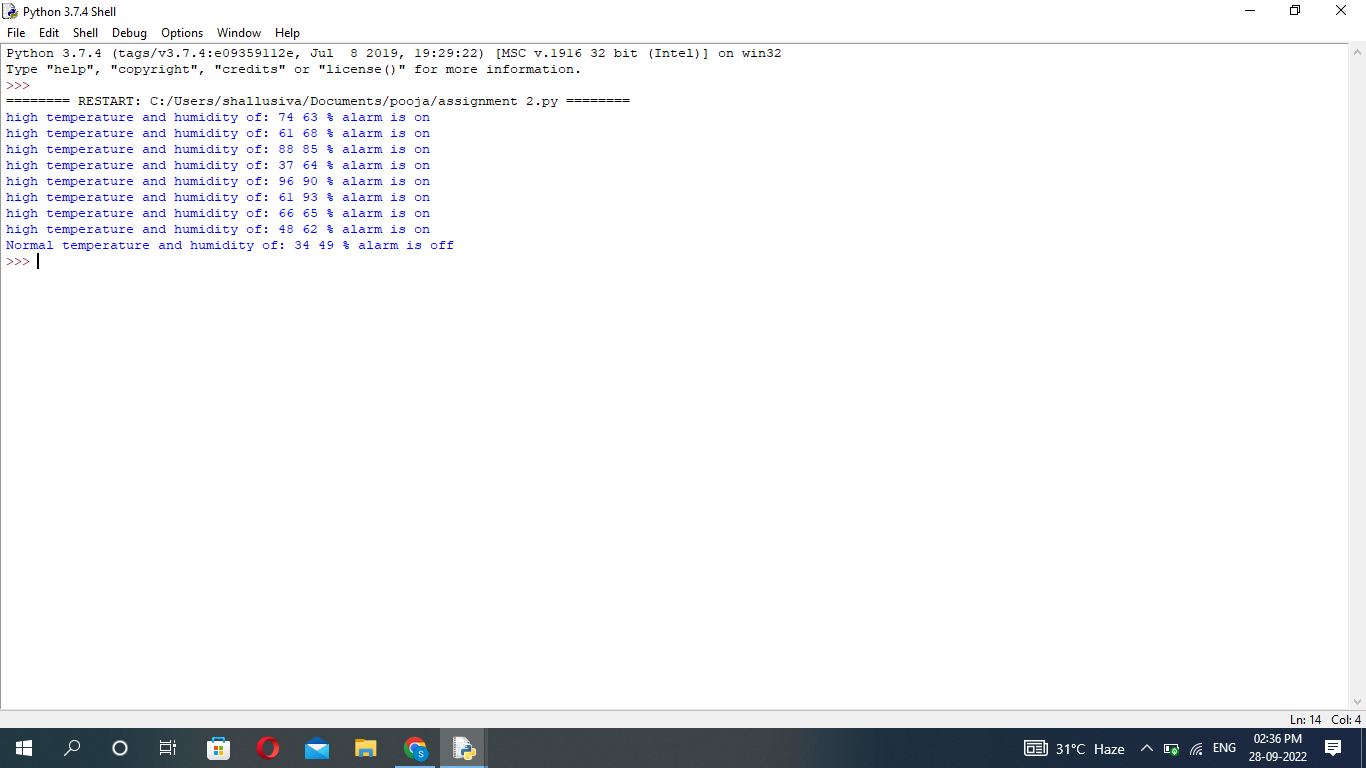 Python 3.7.4 Shell
File Edit Shell Debug Options Window Help
Python 3.7.4 (tags/v3.7.4:e09359112e, Jul  8 2019, 19:29:22) [MSC v.1916 32 bit (Intel)] on win32
Type "help", "copyright", "credits" or "license()" for more information.
>>>
======== RESTART: C:/Users/shallusiva/Documents/pooja/assignment 2.py ========
high temperature and humidity of: 74 63 % alarm is on
high temperature and humidity of: 61 68 % alarm is on
high temperature and humidity of: 88 85 % alarm is on
high temperature and humidity of: 37 64 % alarm is on
high temperature and humidity of: 96 90 % alarm is on
high temperature and humidity of: 61 93 % alarm is on
high temperature and humidity of: 66 65 % alarm is on
high temperature and humidity of: 48 62 % alarm is on
Normal temperature and humidity of: 34 49 % alarm is off
>>>
Ln: 14 Col: 4
31°C Haze ENG 02:36 PM
28-09-2022